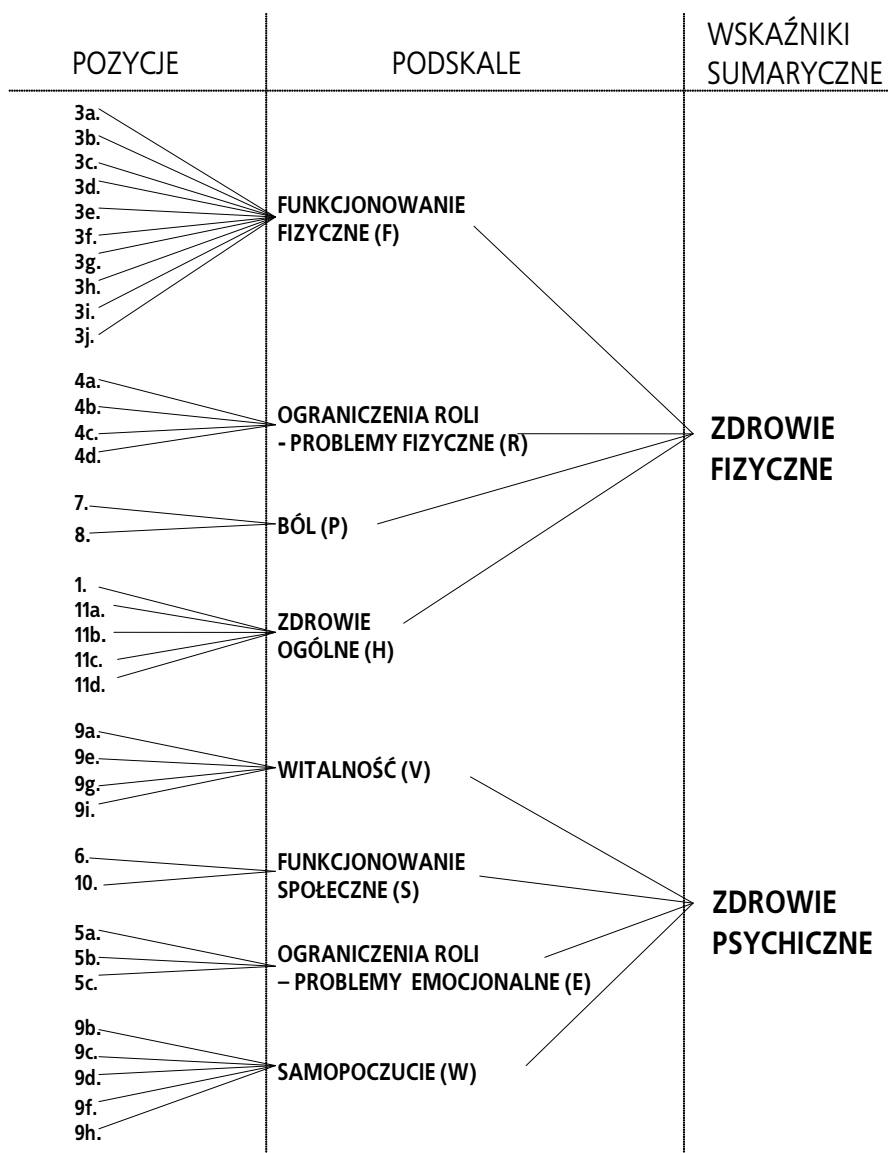 POZYCJE
PODSKALE
WSKAŹNIKI
SUMARYCZNE
3a.
3b.
3c.
3d.
3e.
3f.
3g.
3h.
3i.
3j.
FUNKCJONOWANIE
FIZYCZNE (F)
4a.
4b.
4c.
4d.
OGRANICZENIA ROLI
- PROBLEMY FIZYCZNE (R)
7.
8.
BÓL (P)
1.
11a.
11b.
11c.
11d.
ZDROWIE
OGÓLNE (H)
ZDROWIE
FIZYCZNE
9a.
9e.
9g.
9i.
WITALNOŚĆ (V)
6.
10.
FUNKCJONOWANIE
SPOŁECZNE (S)
5a.
5b.
5c.
OGRANICZENIA ROLI
– PROBLEMY EMOCJONALNE (E)
9b.
9c.
9d.
9f.
9h.
SAMOPOCZUCIE (W)
ZDROWIE
PSYCHICZNE